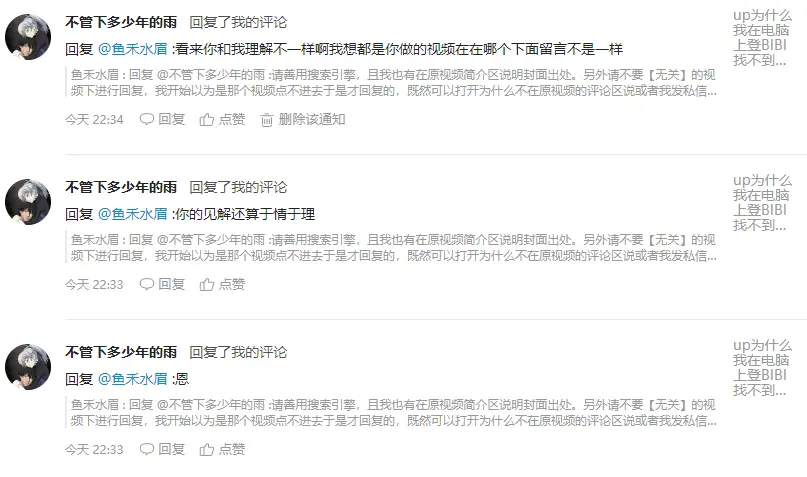 不管下多少年的雨 回复了我的评论
回复 @鱼禾水眉 :看来你和我理解不一样啊我想都是你做的视频在在哪个下面留言不是一样
鱼禾水眉 : 回复 @不管下多少年的雨 :请善用搜索引擎，且我也有在原视频简介区说明封面出处。另外请不要【无关】的视
频下进行回复，我开始以为是那个视频点不进去于是才回复的，既然可以打开为什么不在原视频的评论区说或者我发私信...
今天 22:34 回复 点赞 删除该通知
up为什么
我在电脑
上登BIBI
找不到...
不管下多少年的雨 回复了我的评论
回复 @鱼禾水眉 :你的见解还算于情于理
鱼禾水眉 : 回复 @不管下多少年的雨 :请善用搜索引擎，且我也有在原视频简介区说明封面出处。另外请不要【无关】的视
频下进行回复，我开始以为是那个视频点不进去于是才回复的，既然可以打开为什么不在原视频的评论区说或者我发私信...
今天 22:33 回复 点赞
up为什么
我在电脑
上登BIBI
找不到...
不管下多少年的雨 回复了我的评论
回复 @鱼禾水眉 :恩
鱼禾水眉 : 回复 @不管下多少年的雨 :请善用搜索引擎，且我也有在原视频简介区说明封面出处。另外请不要【无关】的视
频下进行回复，我开始以为是那个视频点不进去于是才回复的，既然可以打开为什么不在原视频的评论区说或者我发私信...
今天 22:33 回复 点赞
up为什么
我在电脑
上登BIBI
找不到...